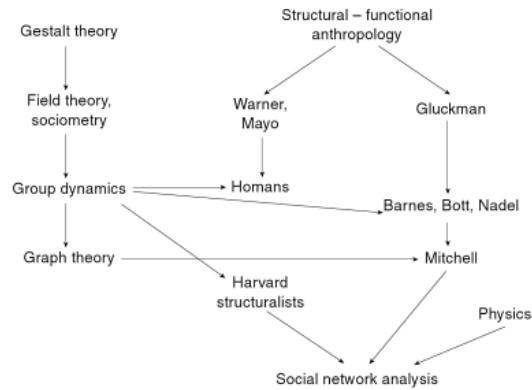 Structural – functional
anthropology
Gestalt theory
Field theory,
sociometry
Warner,
Mayo
Gluckman
Group dynamics
Homans
Barnes, Bott, Nadel
Graph theory
Mitchell
Harvard
structuralists
Physics
Social network analysis